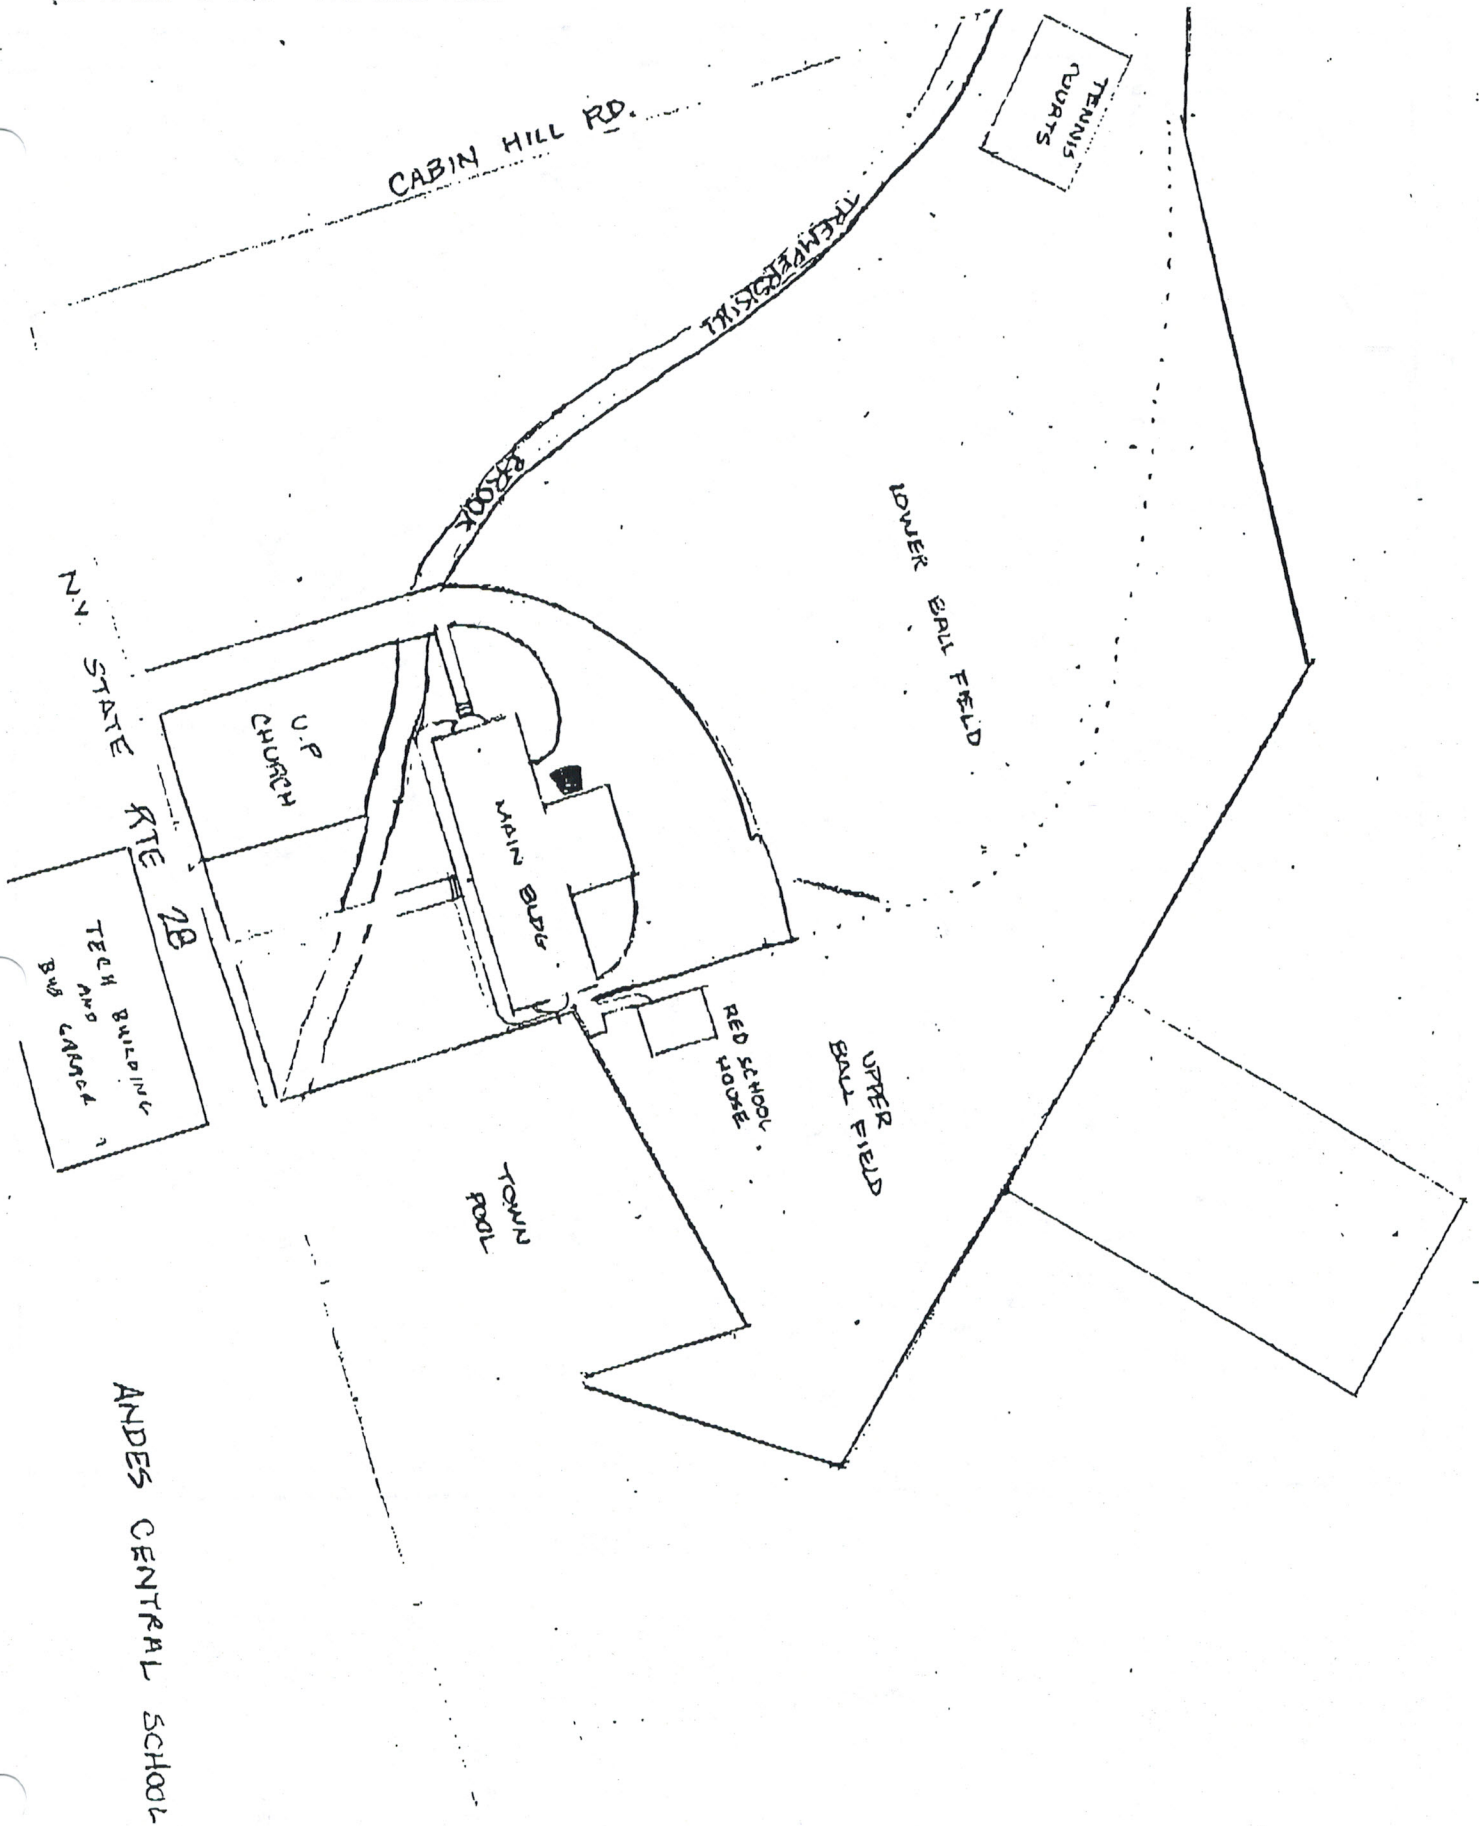 CABIN HILL RD.
TENNIS
COURTS
TREMPERSKILL
BROOK
LOWER BALL FIELD
N.Y. STATE RTE 28
U.P
CHURCH
MAIN BLDG
RED SCHOOL
HOUSE
UPPER
BALL FIELD
TECH BUILDING
AND
BUS GARAGE
TOWN
POOL
ANDES CENTRAL SCHOOL